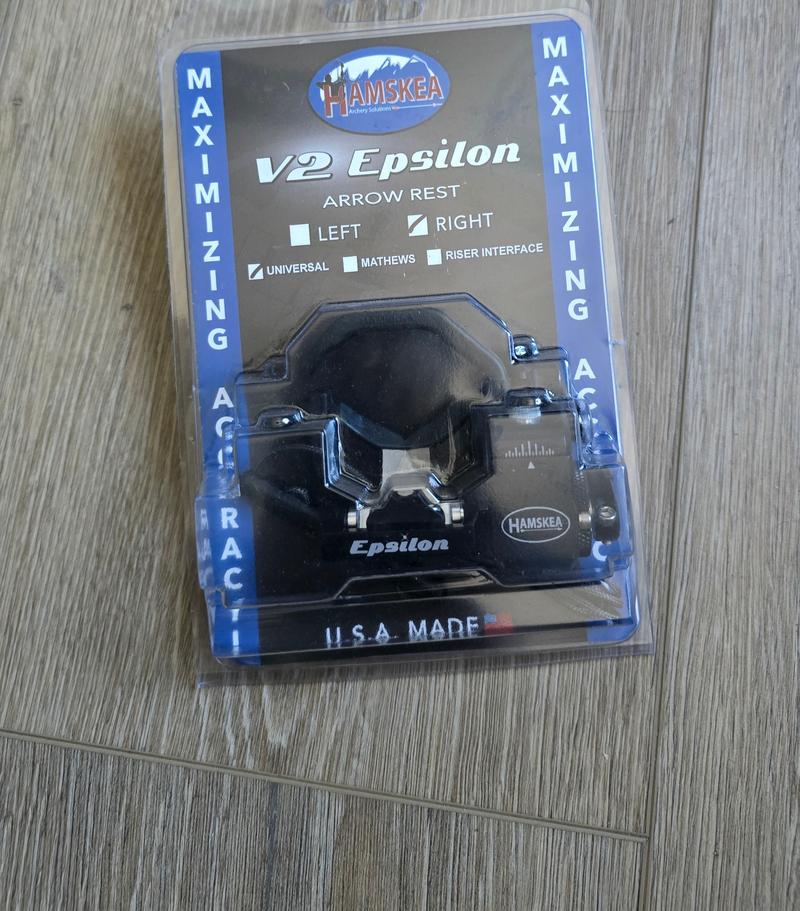 HAMSKEA
Archery Solutions
V2 Epsilon
ARROW REST
LEFT RIGHT
UNIVERSAL MATHEWS RISER INTERFACE
MAXIMIZING
MAXIMIZING
HAMSKEA
Epsilon
U.S.A. MADE